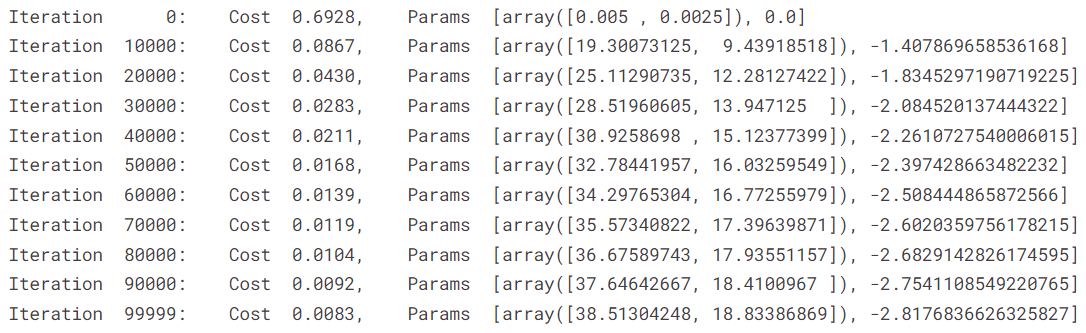 Iteration      0:    Cost  0.6928,    Params  [array([0.005 , 0.0025]), 0.0]
Iteration  10000:    Cost  0.0867,    Params  [array([19.30073125,  9.43918518]), -1.407869658536168]
Iteration  20000:    Cost  0.0430,    Params  [array([25.11290735, 12.28127422]), -1.8345297190719225]
Iteration  30000:    Cost  0.0283,    Params  [array([28.51960605, 13.947125  ]), -2.084520137444322]
Iteration  40000:    Cost  0.0211,    Params  [array([30.9258698 , 15.12377399]), -2.2610727540006015]
Iteration  50000:    Cost  0.0168,    Params  [array([32.78441957, 16.03259549]), -2.397428663482232]
Iteration  60000:    Cost  0.0139,    Params  [array([34.29765304, 16.77255979]), -2.508444865872566]
Iteration  70000:    Cost  0.0119,    Params  [array([35.57340822, 17.39639871]), -2.6020359756178215]
Iteration  80000:    Cost  0.0104,    Params  [array([36.67589743, 17.93551157]), -2.6829142826174595]
Iteration  90000:    Cost  0.0092,    Params  [array([37.64642667, 18.4100967 ]), -2.7541108549220765]
Iteration  99999:    Cost  0.0083,    Params  [array([38.51304248, 18.83386869]), -2.8176836626325827]